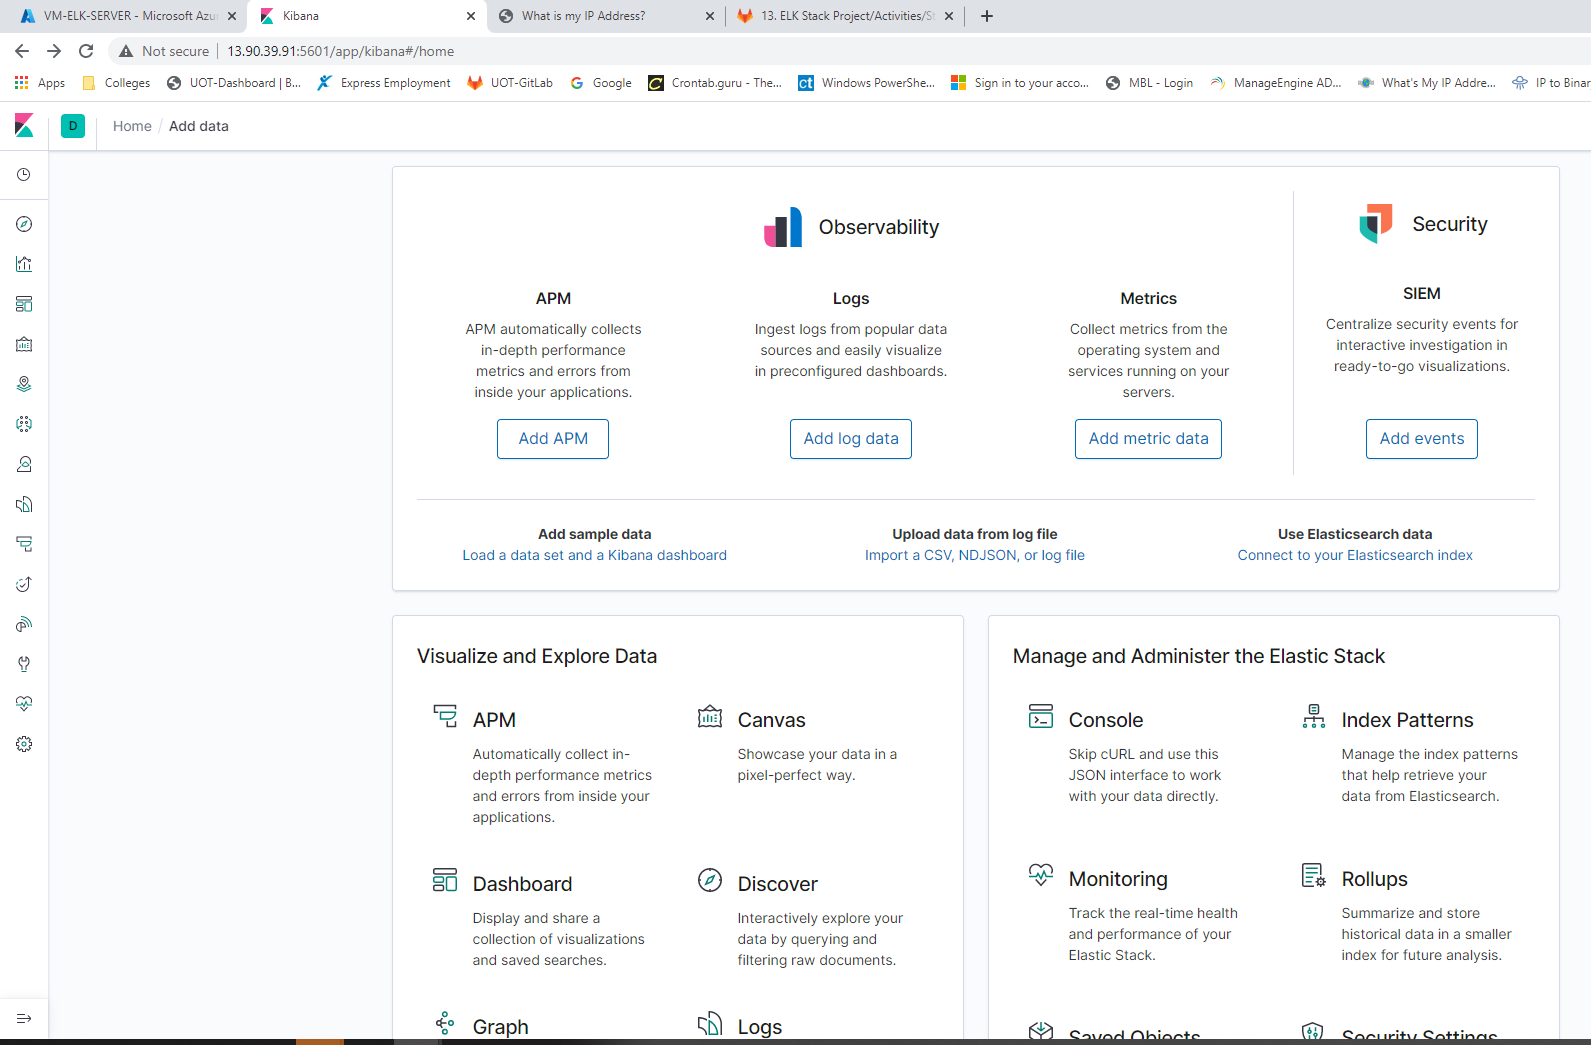 VM-ELK-SERVER - Microsoft Azu
Kibana
What is my IP Address?
13. ELK Stack Project/Activities/St
Not secure
13.90.39.91:5601/app/kibana#/home
Apps
Colleges
UOT-Dashboard | B...
Express Employment
UOT-GitLab
Google
Crontab.guru - The...
ct
Windows PowerShe...
Sign in to your acco...
MBL - Login
ManageEngine AD...
What's My IP Addre...
IP to Binar
D
Home / Add data
Observability
Security
APM
APM automatically collects
in-depth performance
metrics and errors from
inside your applications.
Add APM
Logs
Ingest logs from popular data
sources and easily visualize
in preconfigured dashboards.
Add log data
Metrics
Collect metrics from the
operating system and
services running on your
servers.
Add metric data
SIEM
Centralize security events for
interactive investigation in
ready-to-go visualizations.
Add events
Add sample data
Load a data set and a Kibana dashboard
Upload data from log file
Import a CSV, NDJSON, or log file
Use Elasticsearch data
Connect to your Elasticsearch index
Visualize and Explore Data
APM
Automatically collect in-
depth performance metrics
and errors from inside your
applications.
Canvas
Showcase your data in a
pixel-perfect way.
Dashboard
Display and share a
collection of visualizations
and saved searches.
Discover
Interactively explore your
data by querying and
filtering raw documents.
Graph
Logs
Manage and Administer the Elastic Stack
Console
Skip cURL and use this
JSON interface to work
with your data directly.
Index Patterns
Manage the index patterns
that help retrieve your
data from Elasticsearch.
Monitoring
Track the real-time health
and performance of your
Elastic Stack.
Rollups
Summarize and store
historical data in a smaller
index for future analysis.
Saved Objects
Security Settings